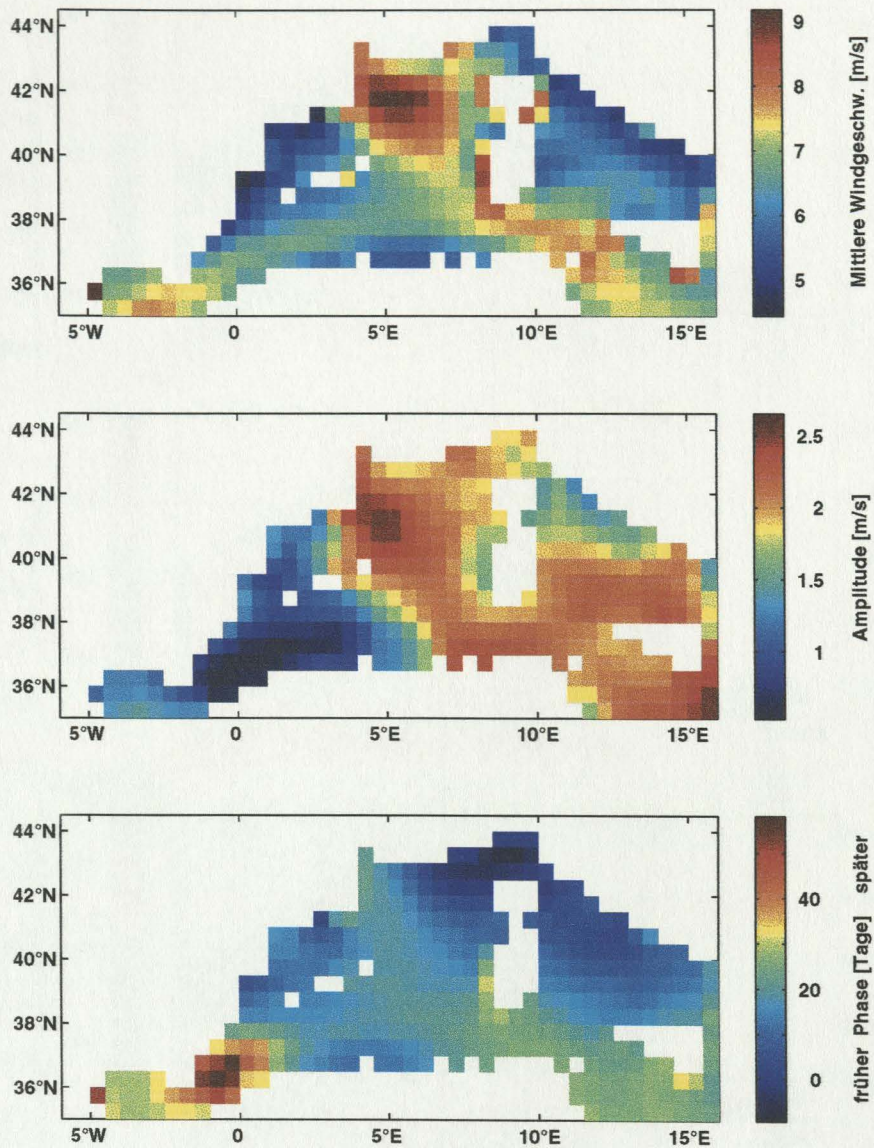 44°N
42°N
40°N
38°N
36°N
5°W 0 5°E 10°E 15°E
9
8
7
6
5
Mittlere Windgeschw. [m/s]
44°N
42°N
40°N
38°N
36°N
5°W 0 5°E 10°E 15°E
2.5
2
1.5
1
Amplitude [m/s]
44°N
42°N
40°N
38°N
36°N
5°W 0 5°E 10°E 15°E
40
20
0
früher Phase [Tage] später